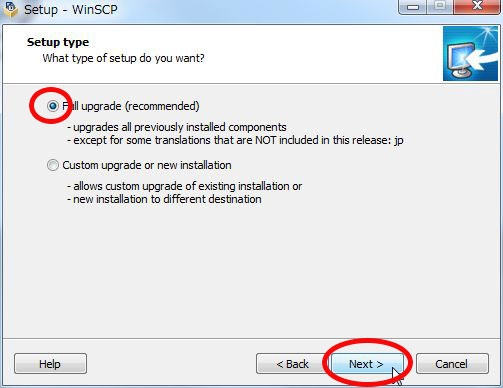 Setup - WinSCP
Setup type
What type of setup do you want?
Full upgrade (recommended)
- upgrades all previously installed components
- except for some translations that are NOT included in this release: jp
Custom upgrade or new installation
- allows custom upgrade of existing installation or
- new installation to different destination
Help
< Back
Next >
Cancel